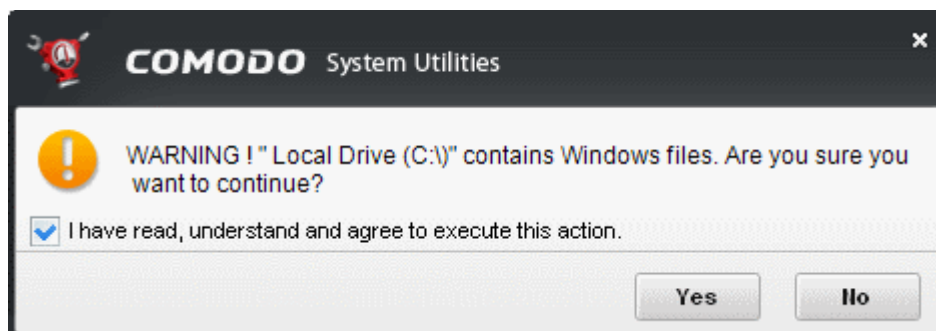 COMODO System Utilities
WARNING ! " Local Drive (C:\)" contains Windows files. Are you sure you
want to continue?
I have read, understand and agree to execute this action.
Yes No